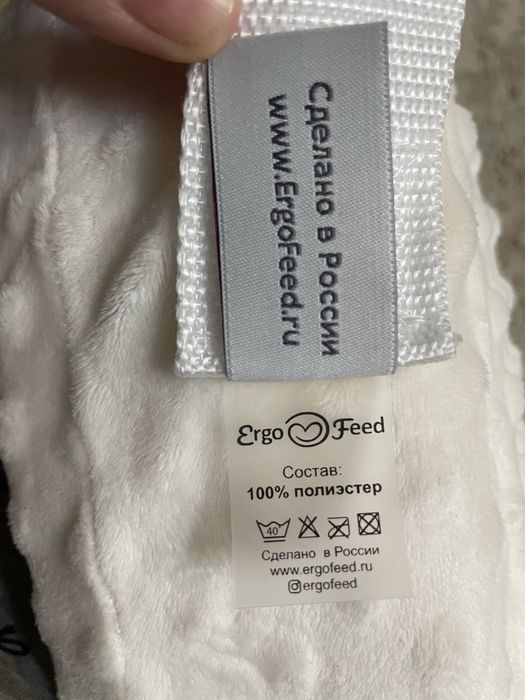 Сделано в России
www.ErgoFeed.ru
Ergo Feed
Состав:
100% полиэстер
40
Сделано в России
www.ergofeed.ru
ergofeed